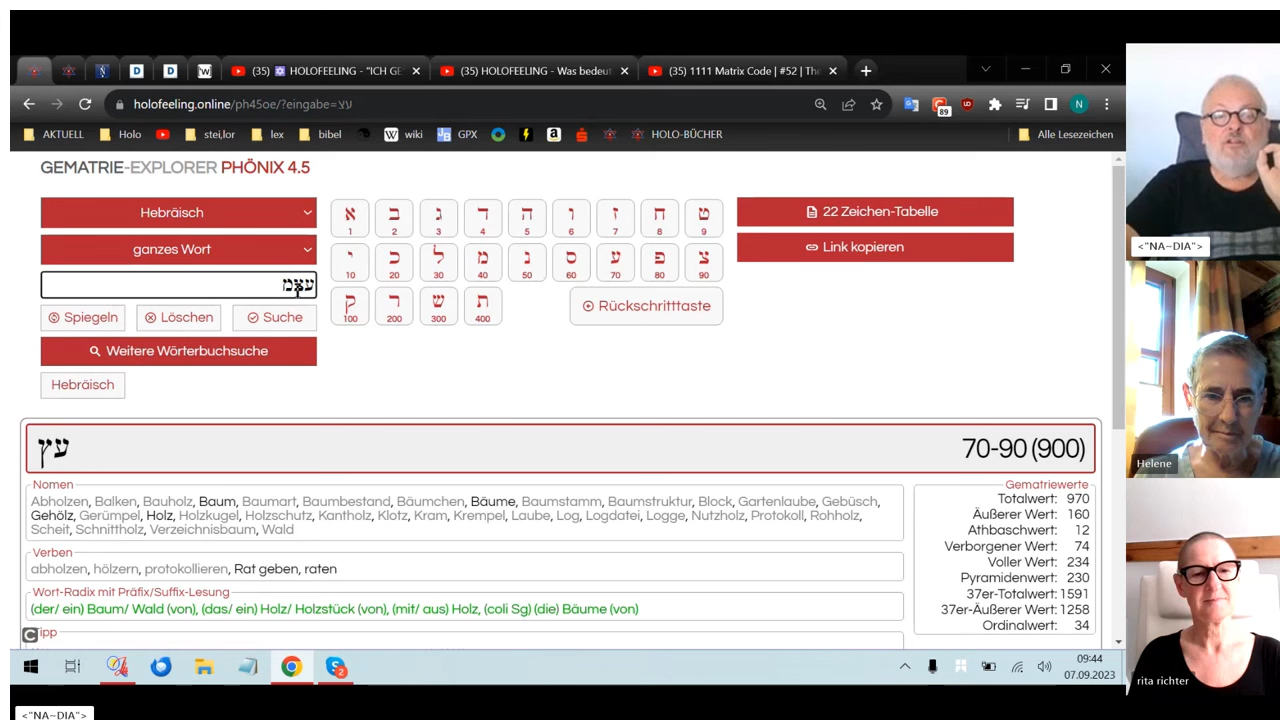 (35) HOLOFEELING - "ICH GE
(35) HOLOFEELING - Was bedeut
(35) 1111 Matrix Code | #52 | The
holofeeling.online/ph45oe/?eingabe=עצ
89
N
AKTUELL Holo stei,lor lex bibel wiki GPX HOLO-BÜCHER Alle Lesezeichen
GEMATRIE-EXPLORER PHÖNIX 4.5
Hebräisch
ganzes Wort
עצמ
Spiegeln Löschen Suche
Weitere Wörterbuchsuche
Hebräisch
א ב ג ד ה ו ז ח ט
1 2 3 4 5 6 7 8 9
י כ ל מ נ ס ע פ צ
10 20 30 40 50 60 70 80 90
ק ר ש ת
100 200 300 400
Rückschritttaste
22 Zeichen-Tabelle
Link kopieren
עץ 70-90 (900)
Nomen
Abholzen, Balken, Bauholz, Baum, Baumart, Baumbestand, Bäumchen, Bäume, Baumstamm, Baumstruktur, Block, Gartenlaube, Gebüsch,
Gehölz, Gerümpel, Holz, Holzkugel, Holzschutz, Kantholz, Klotz, Kram, Krempel, Laube, Log, Logdatei, Logge, Nutzholz, Protokoll, Rohholz,
Scheit, Schnittholz, Verzeichnisbaum, Wald
Verben
abholzen, hölzern, protokollieren, Rat geben, raten
Wort-Radix mit Präfix/Suffix-Lesung
(der/ ein) Baum/ Wald (von), (das/ ein) Holz/ Holzstück (von), (mit/ aus) Holz, (coli Sg) (die) Bäume (von)
Gematriewerte
Totalwert: 970
Äußerer Wert: 160
Athbaschwert: 12
Verborgener Wert: 74
Voller Wert: 234
Pyramidenwert: 230
37er-Totalwert: 1591
37er-Äußerer Wert: 1258
Ordinalwert: 34
09:44
07.09.2023
<"NA~DIA">
Helene
rita richter
<"NA~DIA">